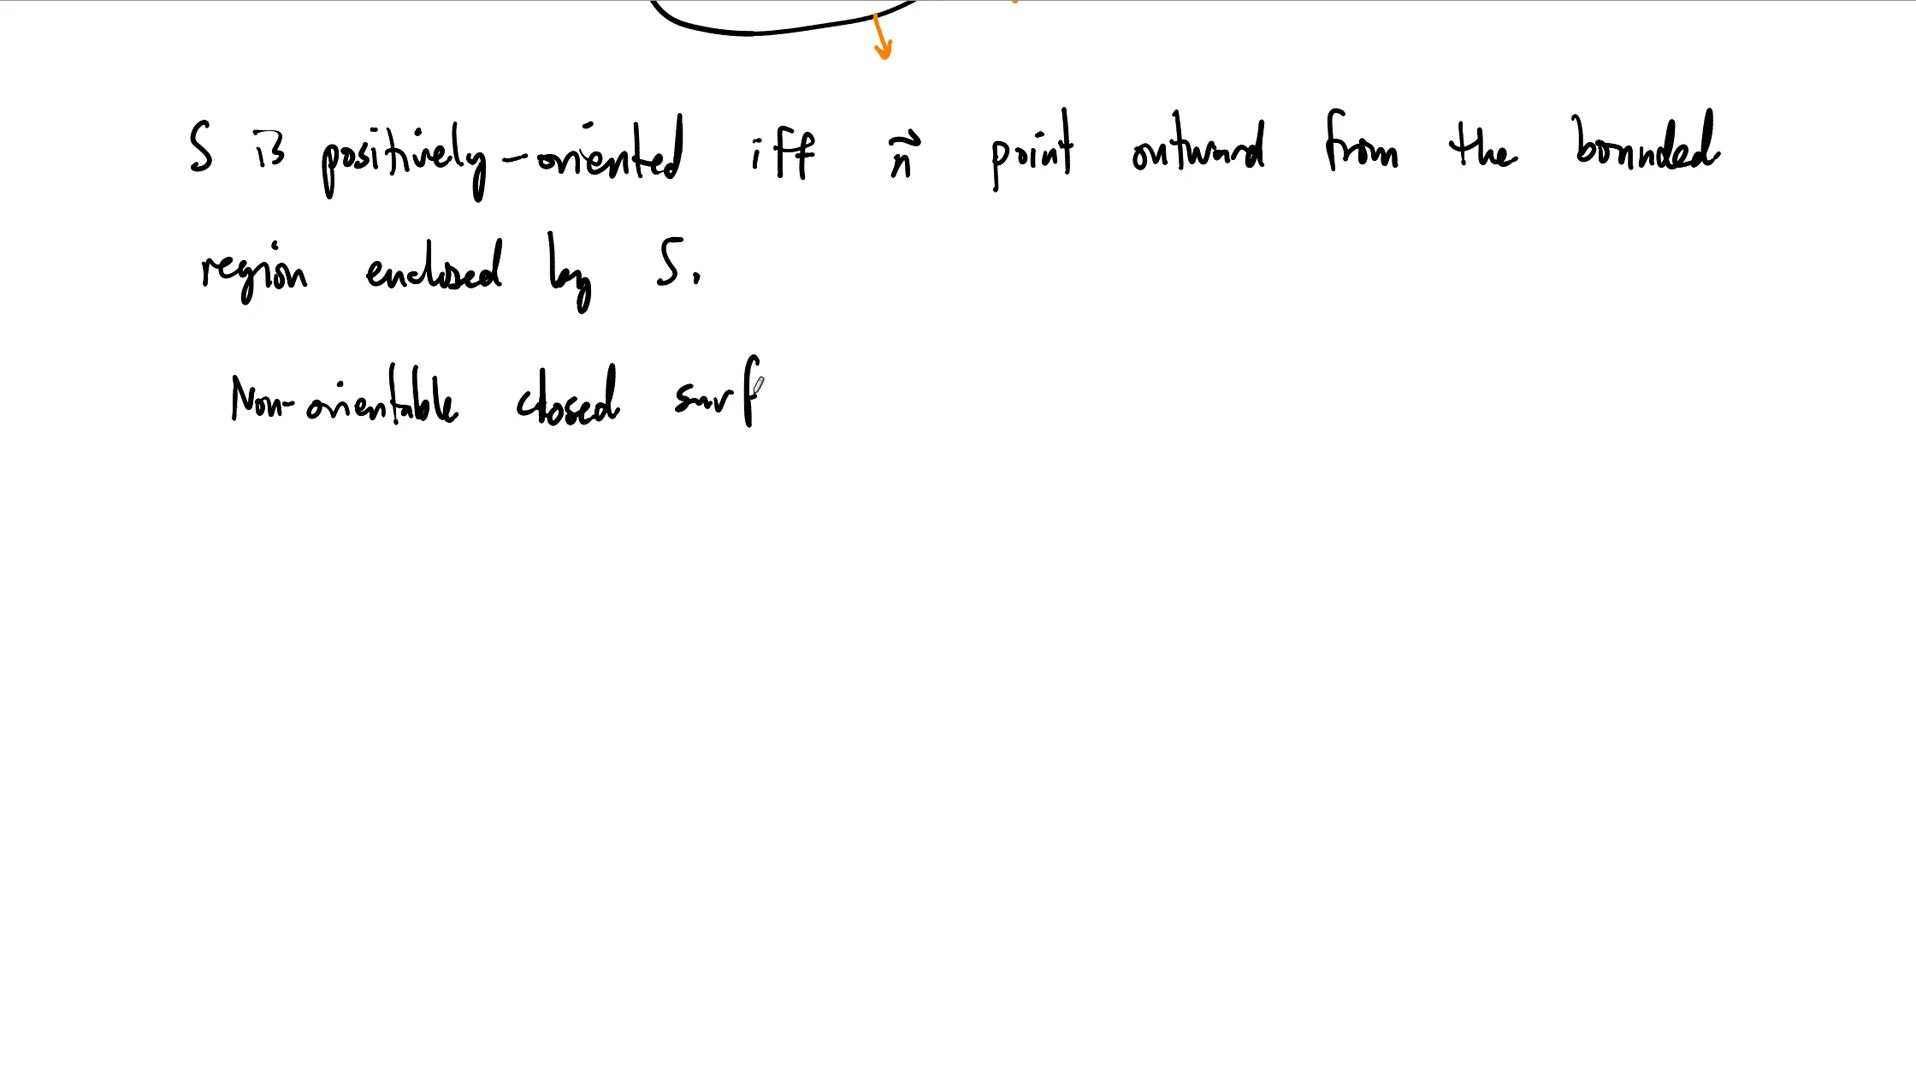 S is positively-oriented iff n⃗ point outward from the bounded
region enclosed by S.
Non-orientable closed surf